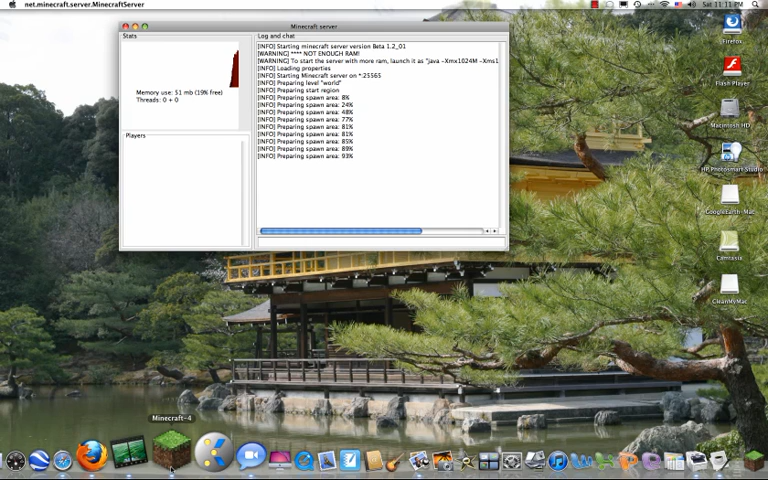 net.minecraft.server.MinecraftServer
Sat 11:11 PM
Minecraft server
Stats
Memory use: 51 mb (19% free)
Threads: 0 + 0
Players
Log and chat
[INFO] Starting minecraft server version Beta 1.2_01
[WARNING] **** NOT ENOUGH RAM!
[WARNING] To start the server with more ram, launch it as "java -Xmx1024M -Xms1
[INFO] Loading properties
[INFO] Starting Minecraft server on *:25565
[INFO] Preparing level "world"
[INFO] Preparing start region
[INFO] Preparing spawn area: 8%
[INFO] Preparing spawn area: 24%
[INFO] Preparing spawn area: 48%
[INFO] Preparing spawn area: 77%
[INFO] Preparing spawn area: 81%
[INFO] Preparing spawn area: 81%
[INFO] Preparing spawn area: 85%
[INFO] Preparing spawn area: 89%
[INFO] Preparing spawn area: 93%
Firefox
Flash Player
Macintosh HD
HP Photosmart Studio
GoogleEarth-Mac
Camtasia
CleanMyMac
Minecraft-4